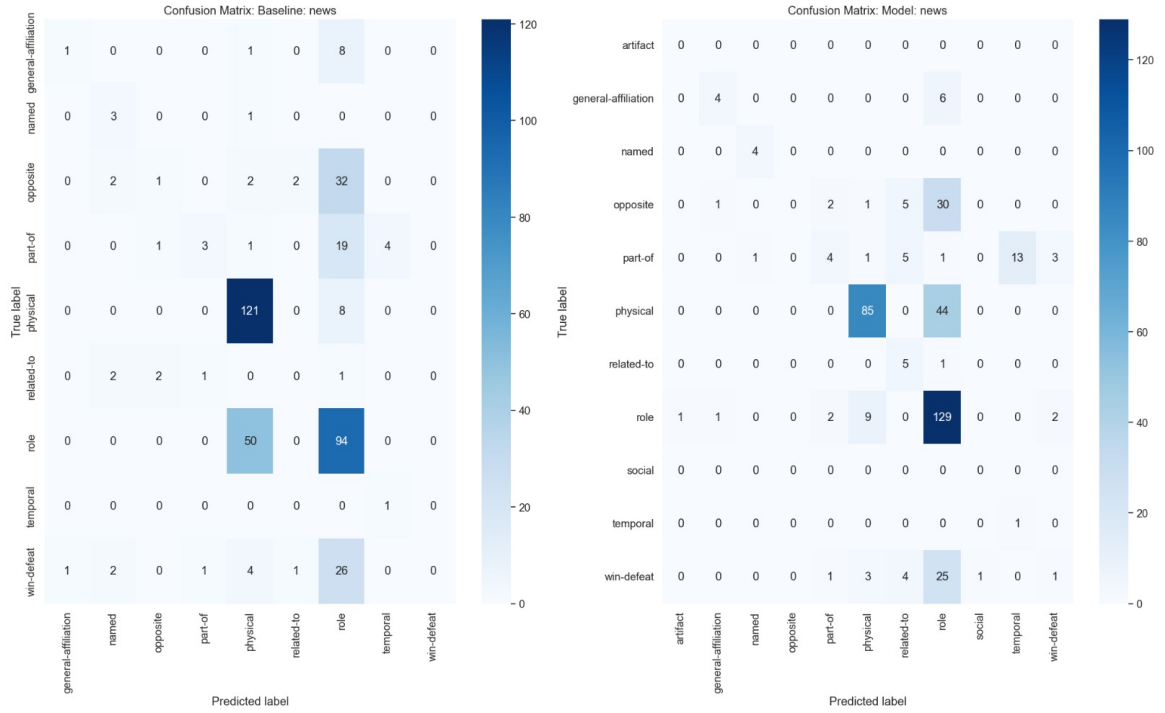 Confusion Matrix: Baseline: news
True label
general-affiliation 1 0 0 0 1 0 8 0 0
named 0 3 0 0 1 0 0 0 0
opposite 0 2 1 0 2 2 32 0 0
part-of 0 0 1 3 1 0 19 4 0
physical 0 0 0 0 121 0 8 0 0
related-to 0 2 2 1 0 0 1 0 0
role 0 0 0 0 50 0 94 0 0
temporal 0 0 0 0 0 0 0 1 0
win-defeat 1 2 0 1 4 1 26 0 0
general-affiliation named opposite part-of physical related-to role temporal win-defeat
Predicted label
120
100
80
60
40
20
0
Confusion Matrix: Model: news
True label
artifact 0 0 0 0 0 0 0 0 0 0 0
general-affiliation 0 4 0 0 0 0 0 6 0 0 0
named 0 0 4 0 0 0 0 0 0 0 0
opposite 0 1 0 0 2 1 5 30 0 0 0
part-of 0 0 1 0 4 1 5 1 0 13 3
physical 0 0 0 0 0 85 0 44 0 0 0
related-to 0 0 0 0 0 0 5 1 0 0 0
role 1 1 0 0 2 9 0 129 0 0 2
social 0 0 0 0 0 0 0 0 0 0 0
temporal 0 0 0 0 0 0 0 0 0 1 0
win-defeat 0 0 0 0 1 3 4 25 1 0 1
artifact general-affiliation named opposite part-of physical related-to role social temporal win-defeat
Predicted label
120
100
80
60
40
20
0